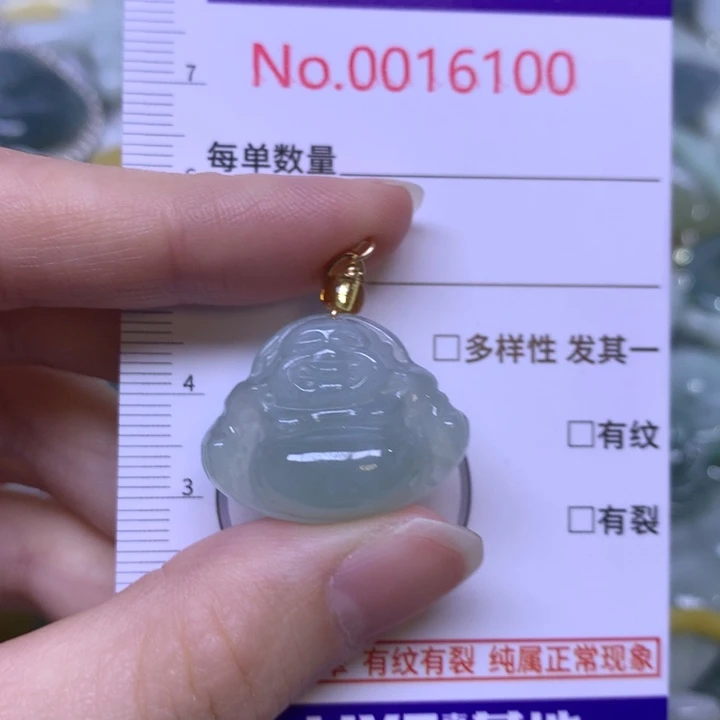 No.0016100
7
每单数量
□多样性 发其一
4
□有纹
3
□有裂
有纹有裂 纯属正常现象